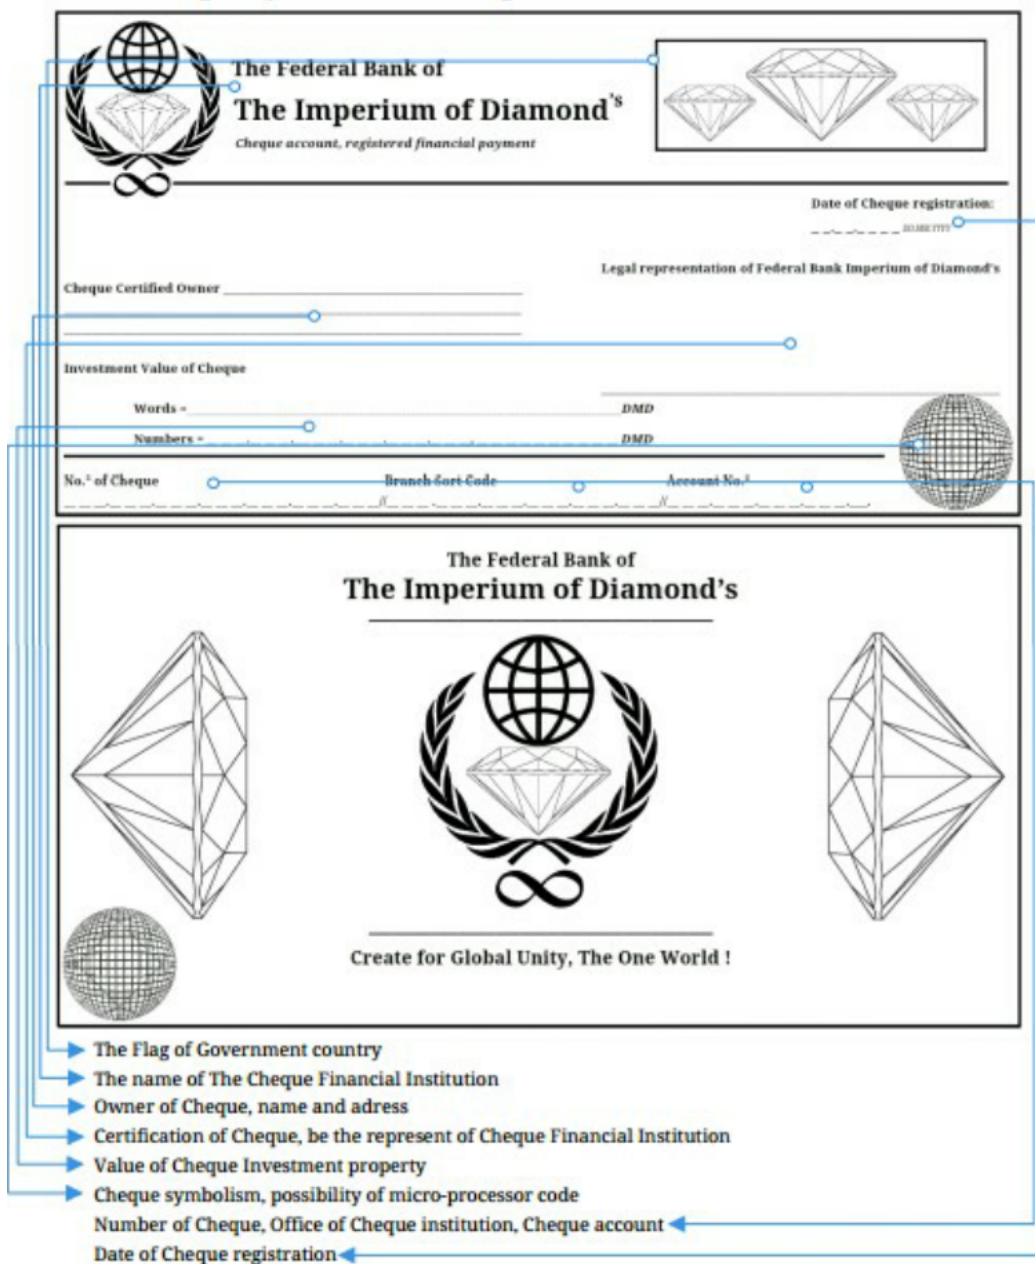 The Federal Bank of
The Imperium of Diamond's
Cheque account, registered financial payment
Date of Cheque registration:
Legal representation of Federal Bank Imperium of Diamond's
Cheque Certified Owner
Investment Value of Cheque
Words = DMD
Numbers = DMD
No.² of Cheque Branch Sort Code Account No.²
// //
The Federal Bank of
The Imperium of Diamond's
Create for Global Unity, The One World !
The Flag of Government country
The name of The Cheque Financial Institution
Owner of Cheque, name and adress
Certification of Cheque, be the represent of Cheque Financial Institution
Value of Cheque Investment property
Cheque symbolism, possibility of micro-processor code
Number of Cheque, Office of Cheque institution, Cheque account
Date of Cheque registration